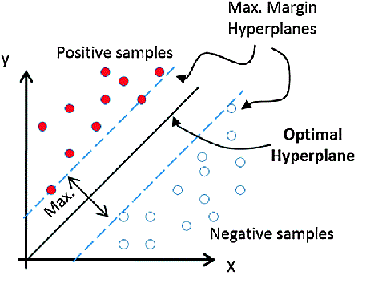 Max. Margin
Hyperplanes
Positive samples
Y
Optimal
Hyperplane
Max.
Negative samples
X